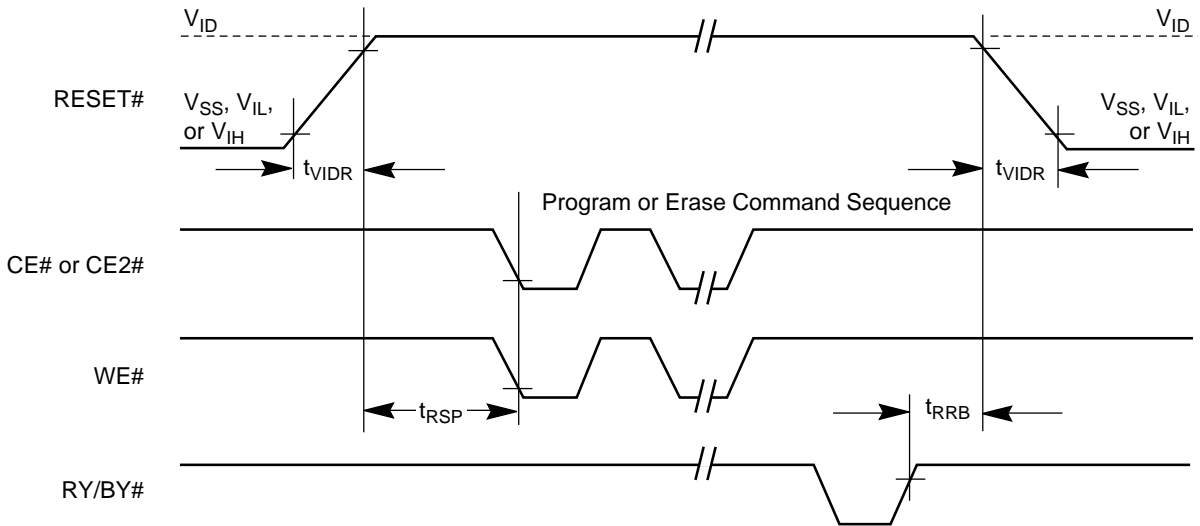 V_ID
V_ID
RESET#
V_SS, V_IL,
or V_IH
V_SS, V_IL,
or V_IH
t_VIDR
t_VIDR
Program or Erase Command Sequence
CE# or CE2#
WE#
t_RSP
t_RRB
RY/BY#